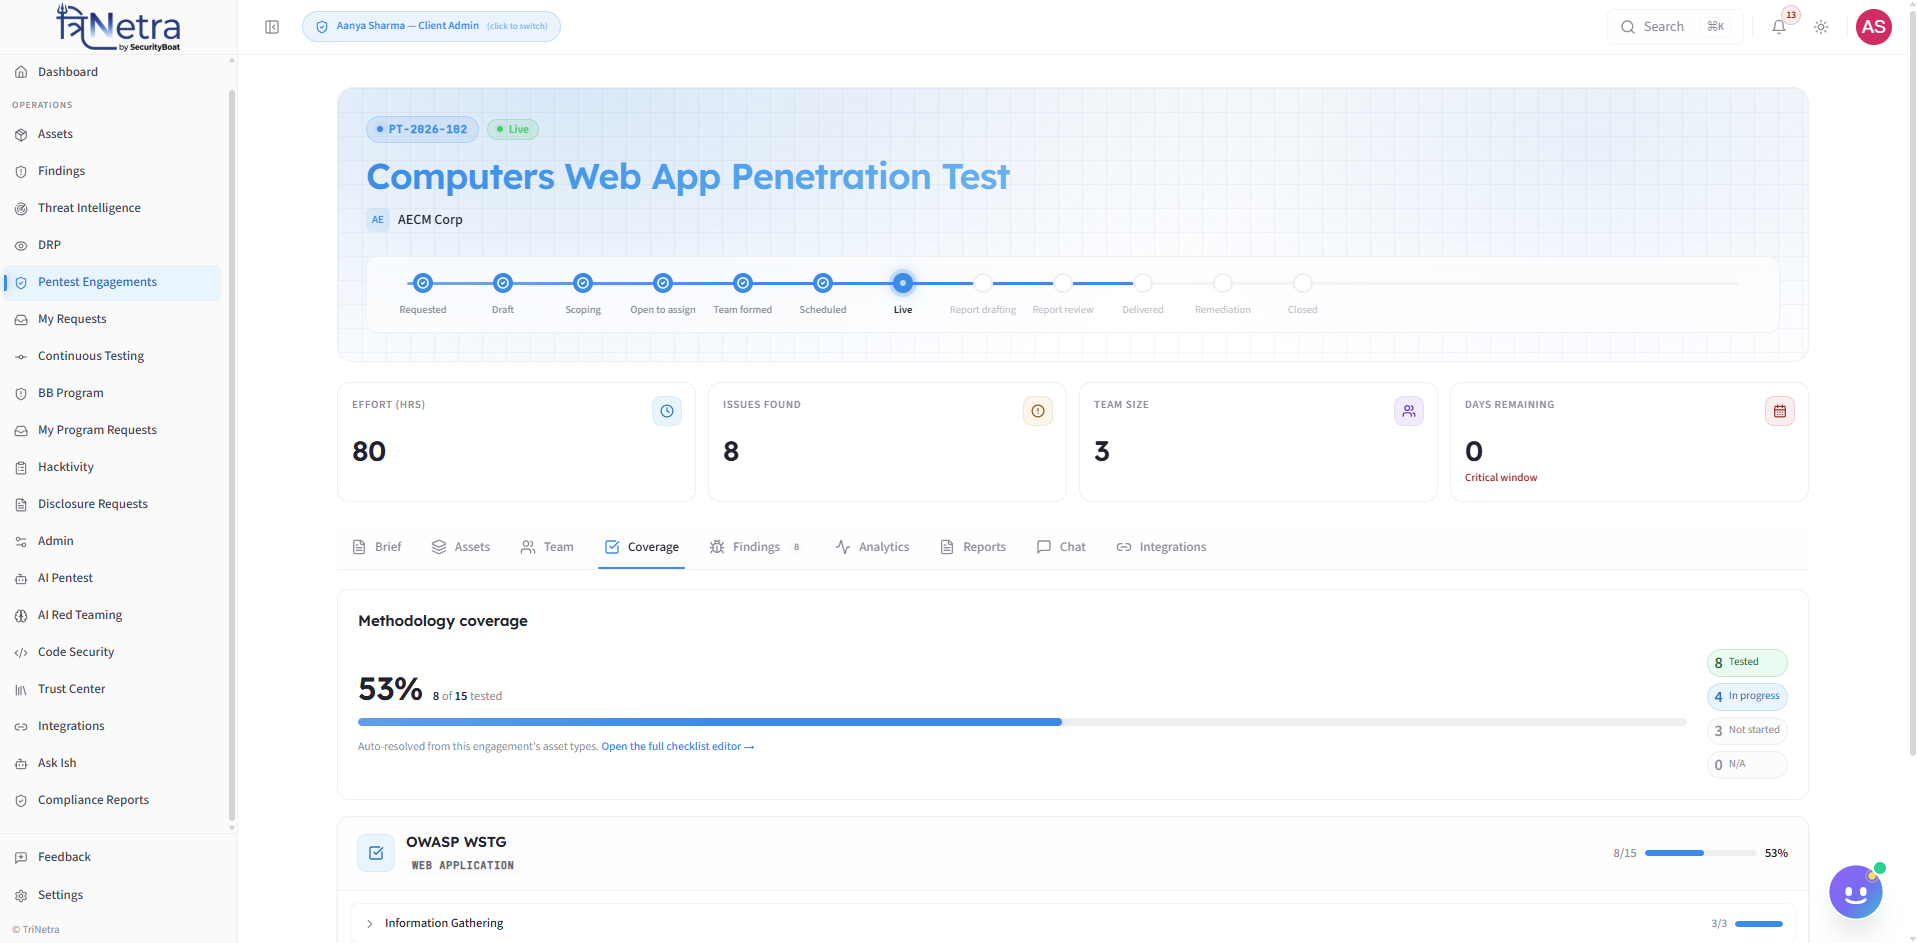 त्रिNetra
by SecurityBoat
Dashboard
OPERATIONS
Assets
Findings
Threat Intelligence
DRP
Pentest Engagements
My Requests
Continuous Testing
BB Program
My Program Requests
Hacktivity
Disclosure Requests
Admin
AI Pentest
AI Red Teaming
Code Security
Trust Center
Integrations
Ask Ish
Compliance Reports
Feedback
Settings
© TriNetra
Aanya Sharma — Client Admin (click to switch)
Search ⌘K
13
AS
PT-2026-102 Live
Computers Web App Penetration Test
AE AECM Corp
Requested Draft Scoping Open to assign Team formed Scheduled Live Report drafting Report review Delivered Remediation Closed
EFFORT (HRS)
80
ISSUES FOUND
8
TEAM SIZE
3
DAYS REMAINING
0
Critical window
Brief Assets Team Coverage Findings 8 Analytics Reports Chat Integrations
Methodology coverage
53% 8 of 15 tested
Auto-resolved from this engagement's asset types. Open the full checklist editor →
8 Tested
4 In progress
3 Not started
0 N/A
OWASP WSTG
WEB APPLICATION
8/15 53%
Information Gathering
3/3